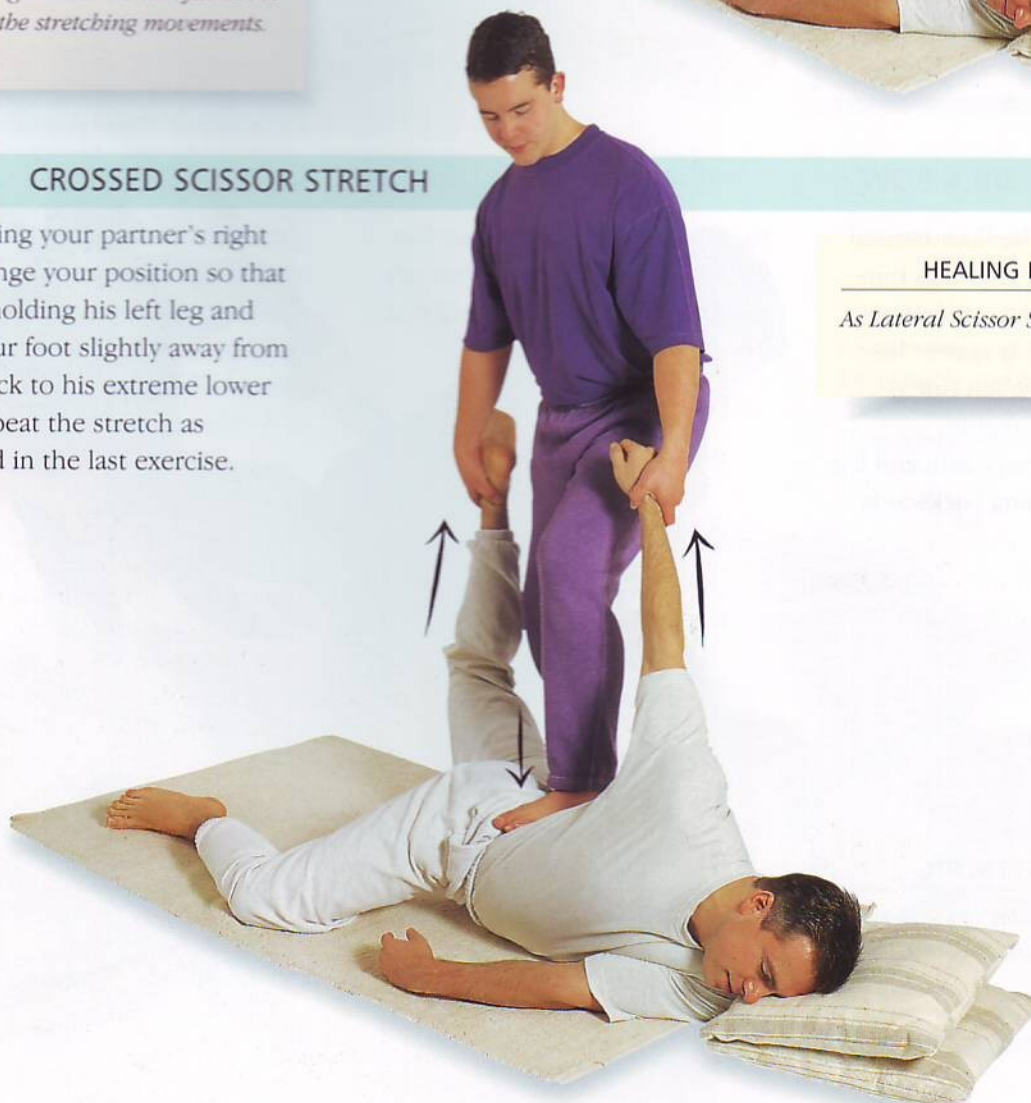 the stretching movements.
CROSSED SCISSOR STRETCH
ing your partner's right
nge your position so that
olding his left leg and
ur foot slightly away from
ck to his extreme lower
peat the stretch as
d in the last exercise.
HEALING
As Lateral Scissor S